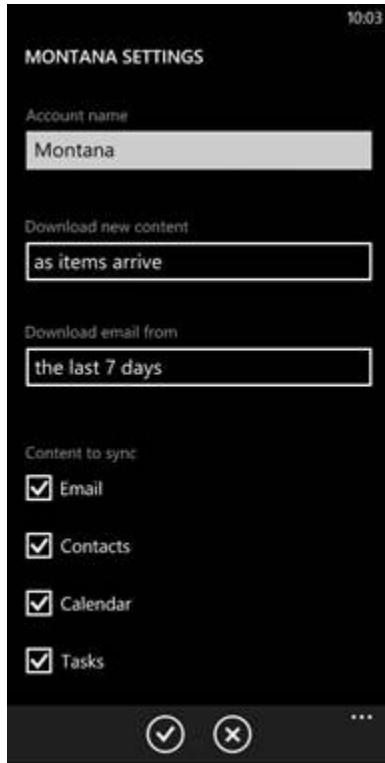 10:03
MONTANA SETTINGS
Account name
Montana
Download new content
as items arrive
Download email from
the last 7 days
Content to sync
Email
Contacts
Calendar
Tasks
...